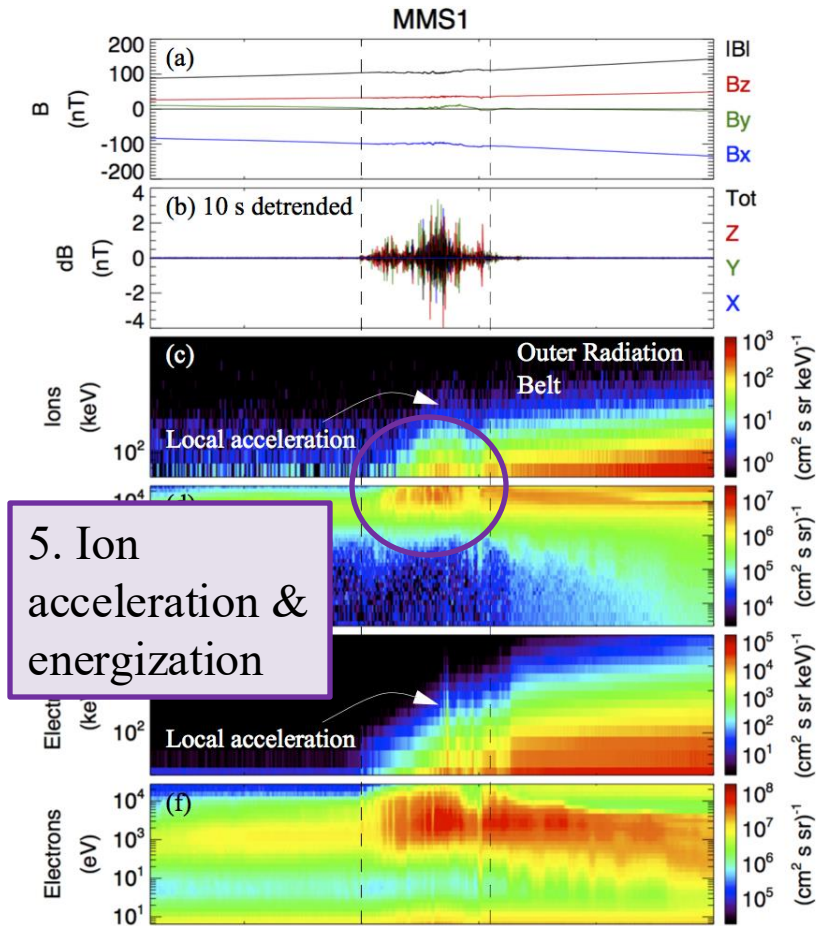 MMS1
200
100
0
-100
-200
B
(nT)
(a)
|B|
Bz
By
Bx
4
2
0
-2
-4
dB
(nT)
(b) 10 s detrended
Tot
Z
Y
X
(c)
Outer Radiation
Belt
Local acceleration
Ions
(keV)
10²
10³
10²
10¹
10⁰
(cm² s sr keV)⁻¹
10⁴
5. Ion
acceleration &
energization
10⁷
10⁶
10⁵
10⁴
(cm² s sr)⁻¹
Local acceleration
10²
10⁵
10⁴
10³
10²
10¹
(cm² s sr keV)⁻¹
(f)
Electrons
(eV)
10⁴
10³
10¹
10¹
10⁸
10⁷
10⁶
10⁵
(cm² s sr)⁻¹